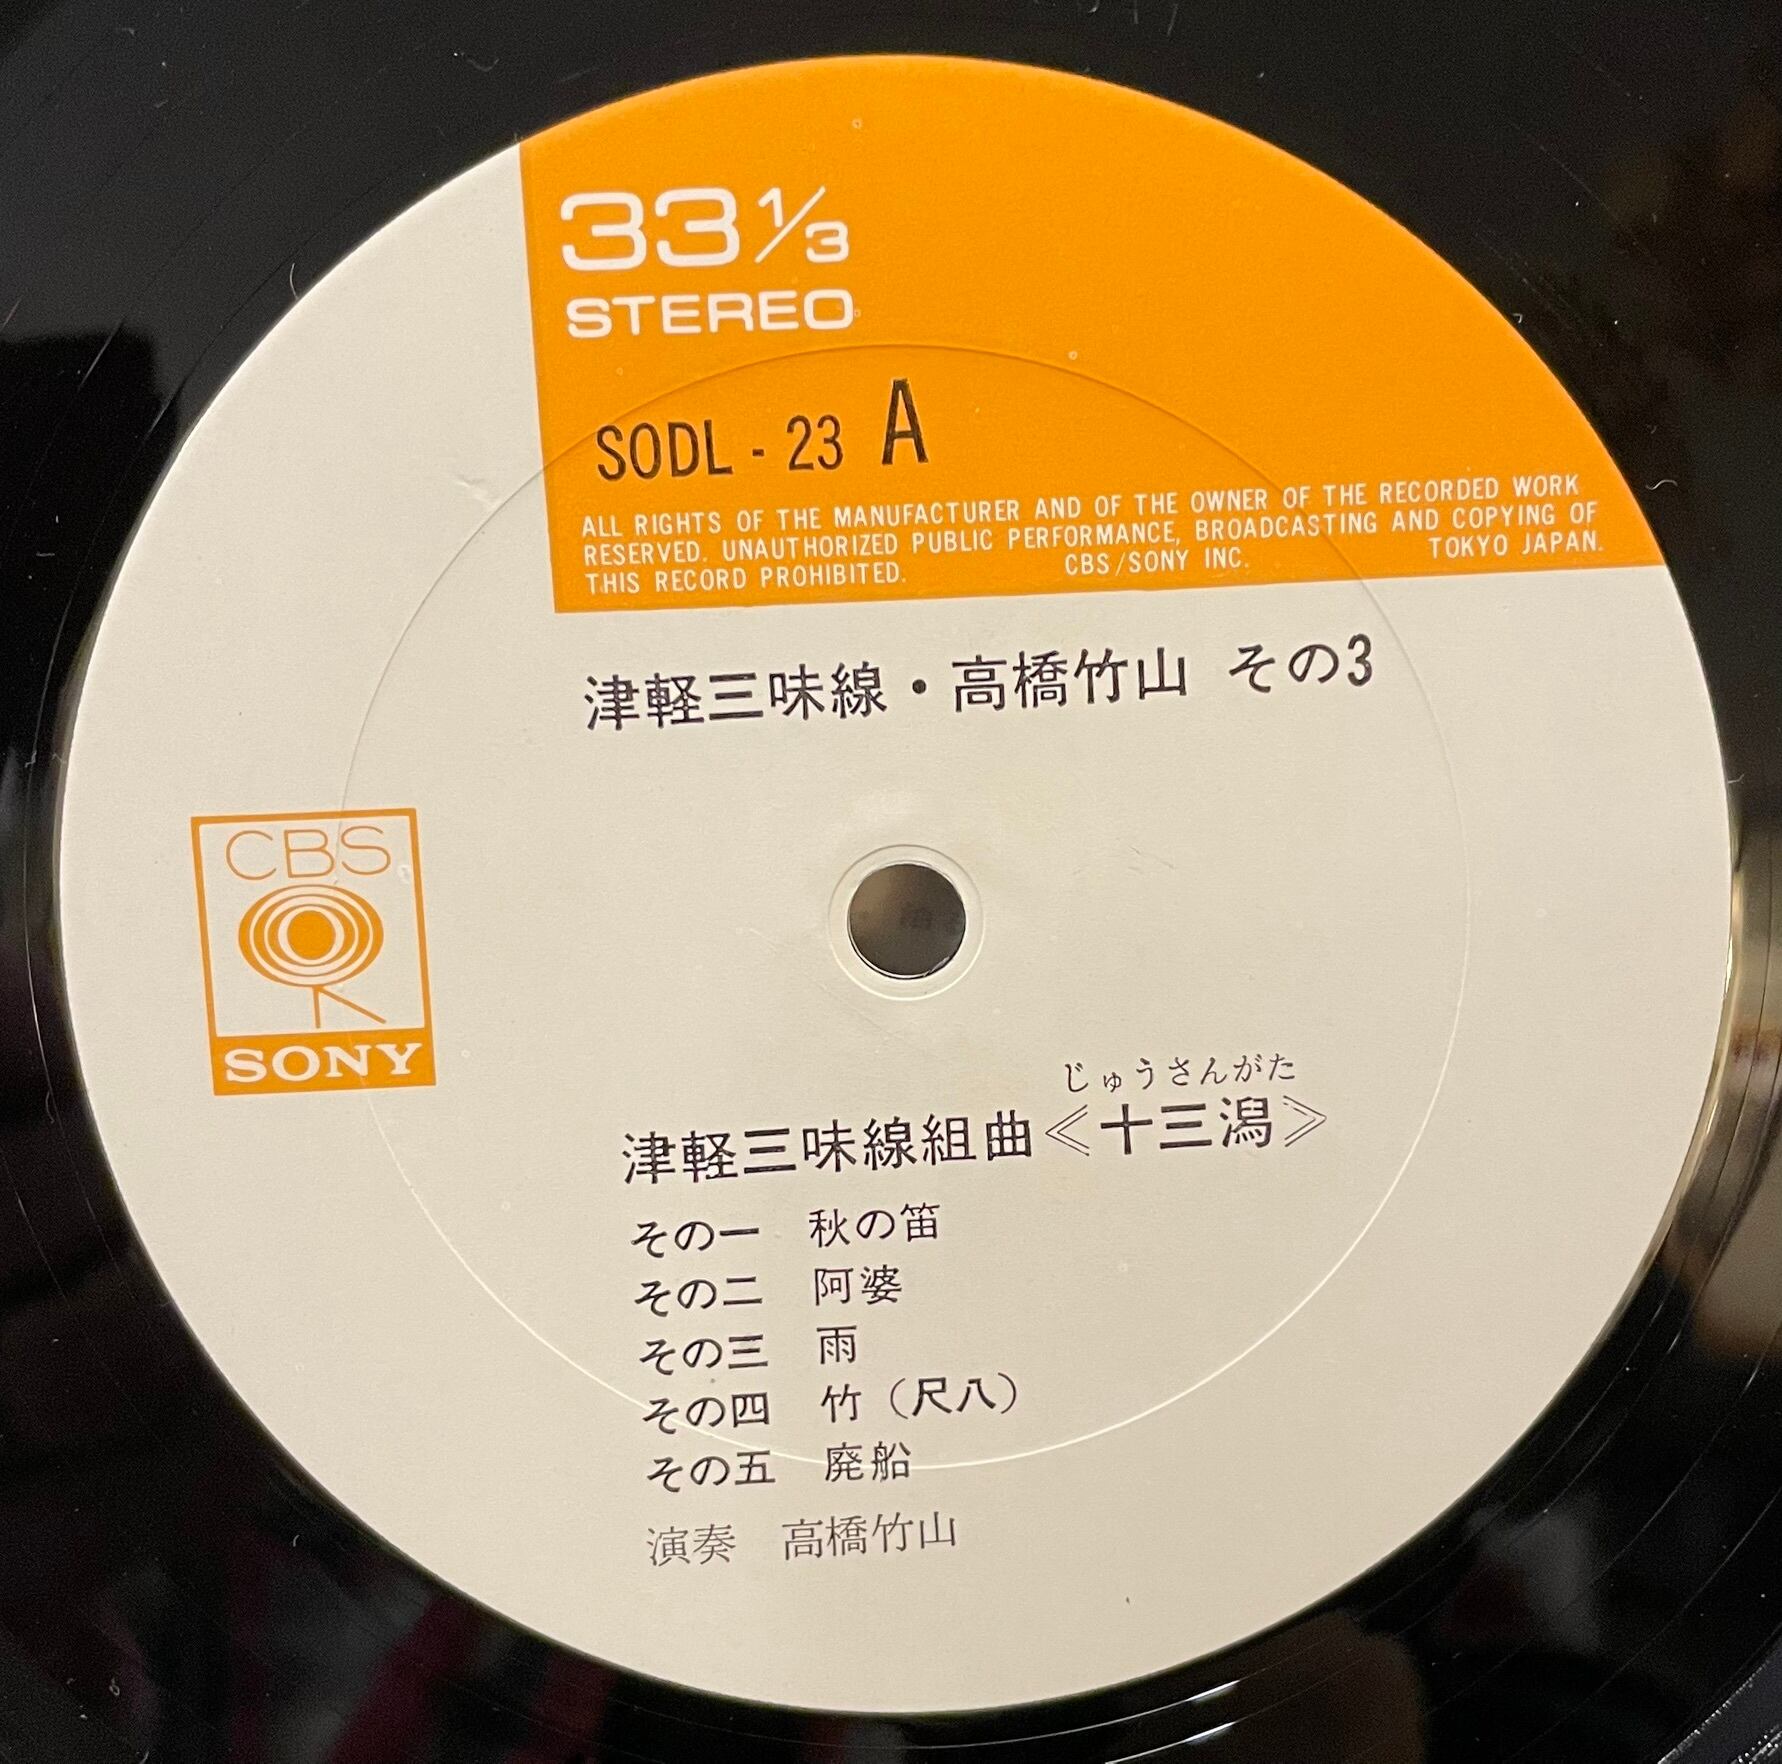 33 1/3
STEREO
SODL - 23 A
ALL RIGHTS OF THE MANUFACTURER AND OF THE OWNER OF THE RECORDED WORK
RESERVED. UNAUTHORIZED PUBLIC PERFORMANCE, BROADCASTING AND COPYING OF
THIS RECORD PROHIBITED. CBS/SONY INC. TOKYO JAPAN.
津軽三味線・高橋竹山 その3
CBS
SONY
じゅうさんがた
津軽三味線組曲≪十三潟≫
その一 秋の笛
その二 阿婆
その三 雨
その四 竹（尺八）
その五 廃船
演奏 高橋竹山